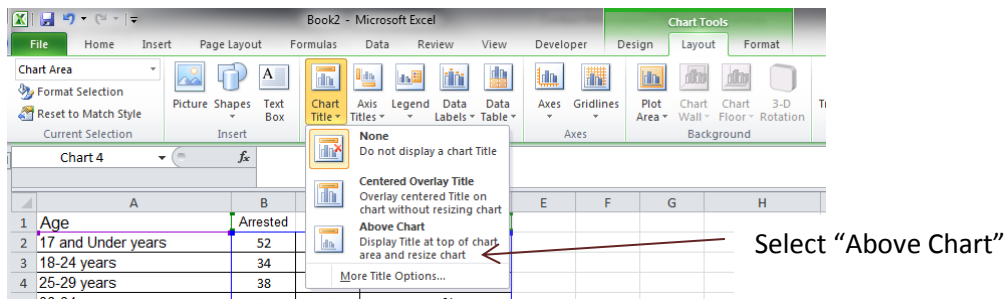 Book2 - Microsoft Excel
Chart Tools
File Home Insert Page Layout Formulas Data Review View Developer Design Layout Format
Chart Area
Format Selection
Reset to Match Style
Current Selection
Picture Shapes Text Box
Insert
Chart Title Axis Titles Legend Data Labels Data Table
Axes Gridlines
Axes
Plot Area Chart Wall Chart Floor 3-D Rotation
Background
Chart 4
fx
None
Do not display a chart Title
Centered Overlay Title
Overlay centered Title on
chart without resizing chart
Above Chart
Display Title at top of chart
area and resize chart
More Title Options...
A B E F G H
1 Age Arrested
2 17 and Under years 52
3 18-24 years 34
4 25-29 years 38
Select “Above Chart”